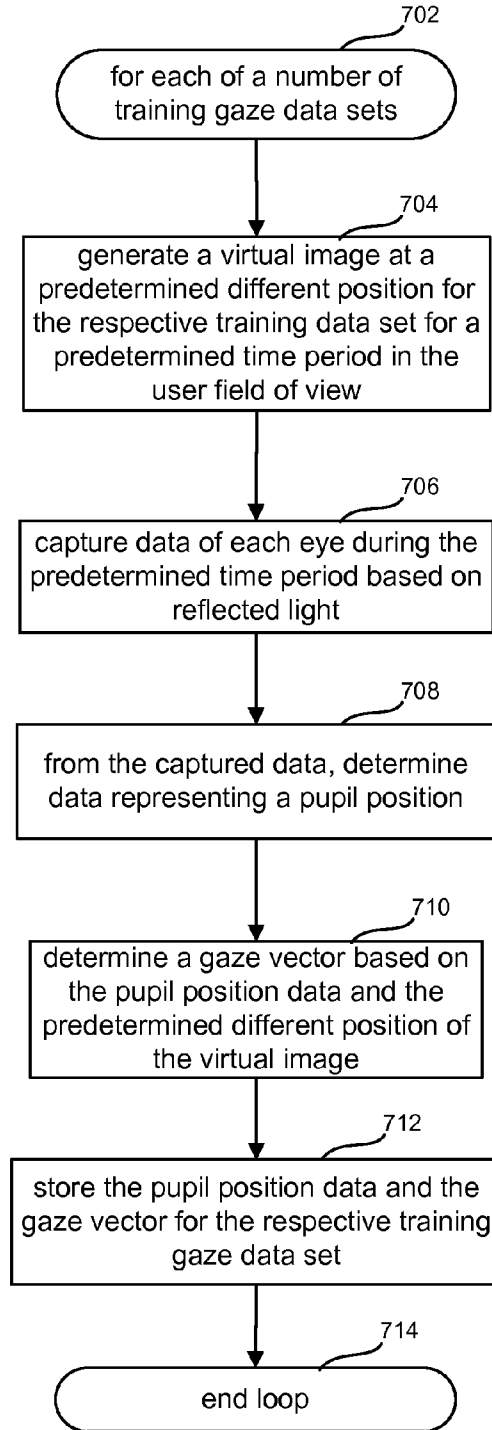 702
for each of a number of
training gaze data sets
704
generate a virtual image at a
predetermined different position for
the respective training data set for a
predetermined time period in the
user field of view
706
capture data of each eye during the
predetermined time period based on
reflected light
708
from the captured data, determine
data representing a pupil position
710
determine a gaze vector based on
the pupil position data and the
predetermined different position of
the virtual image
712
store the pupil position data and the
gaze vector for the respective training
gaze data set
714
end loop